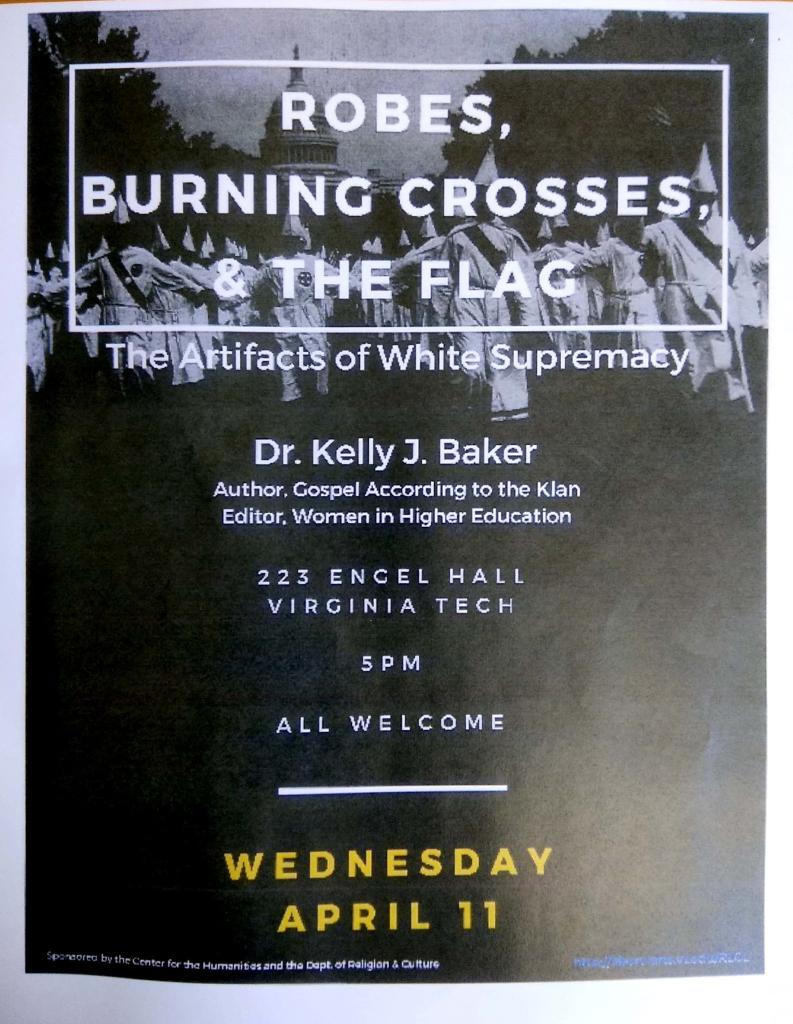 ROBES,
BURNING CROSSES,
& THE FLAG
The Artifacts of White Supremacy
Dr. Kelly J. Baker
Author, Gospel According to the Klan
Editor, Women in Higher Education
223 ENGEL HALL
VIRGINIA TECH
5PM
ALL WELCOME
WEDNESDAY
APRIL 11
Sponsored by the Center for the Humanities and the Dept. of Religion & Culture